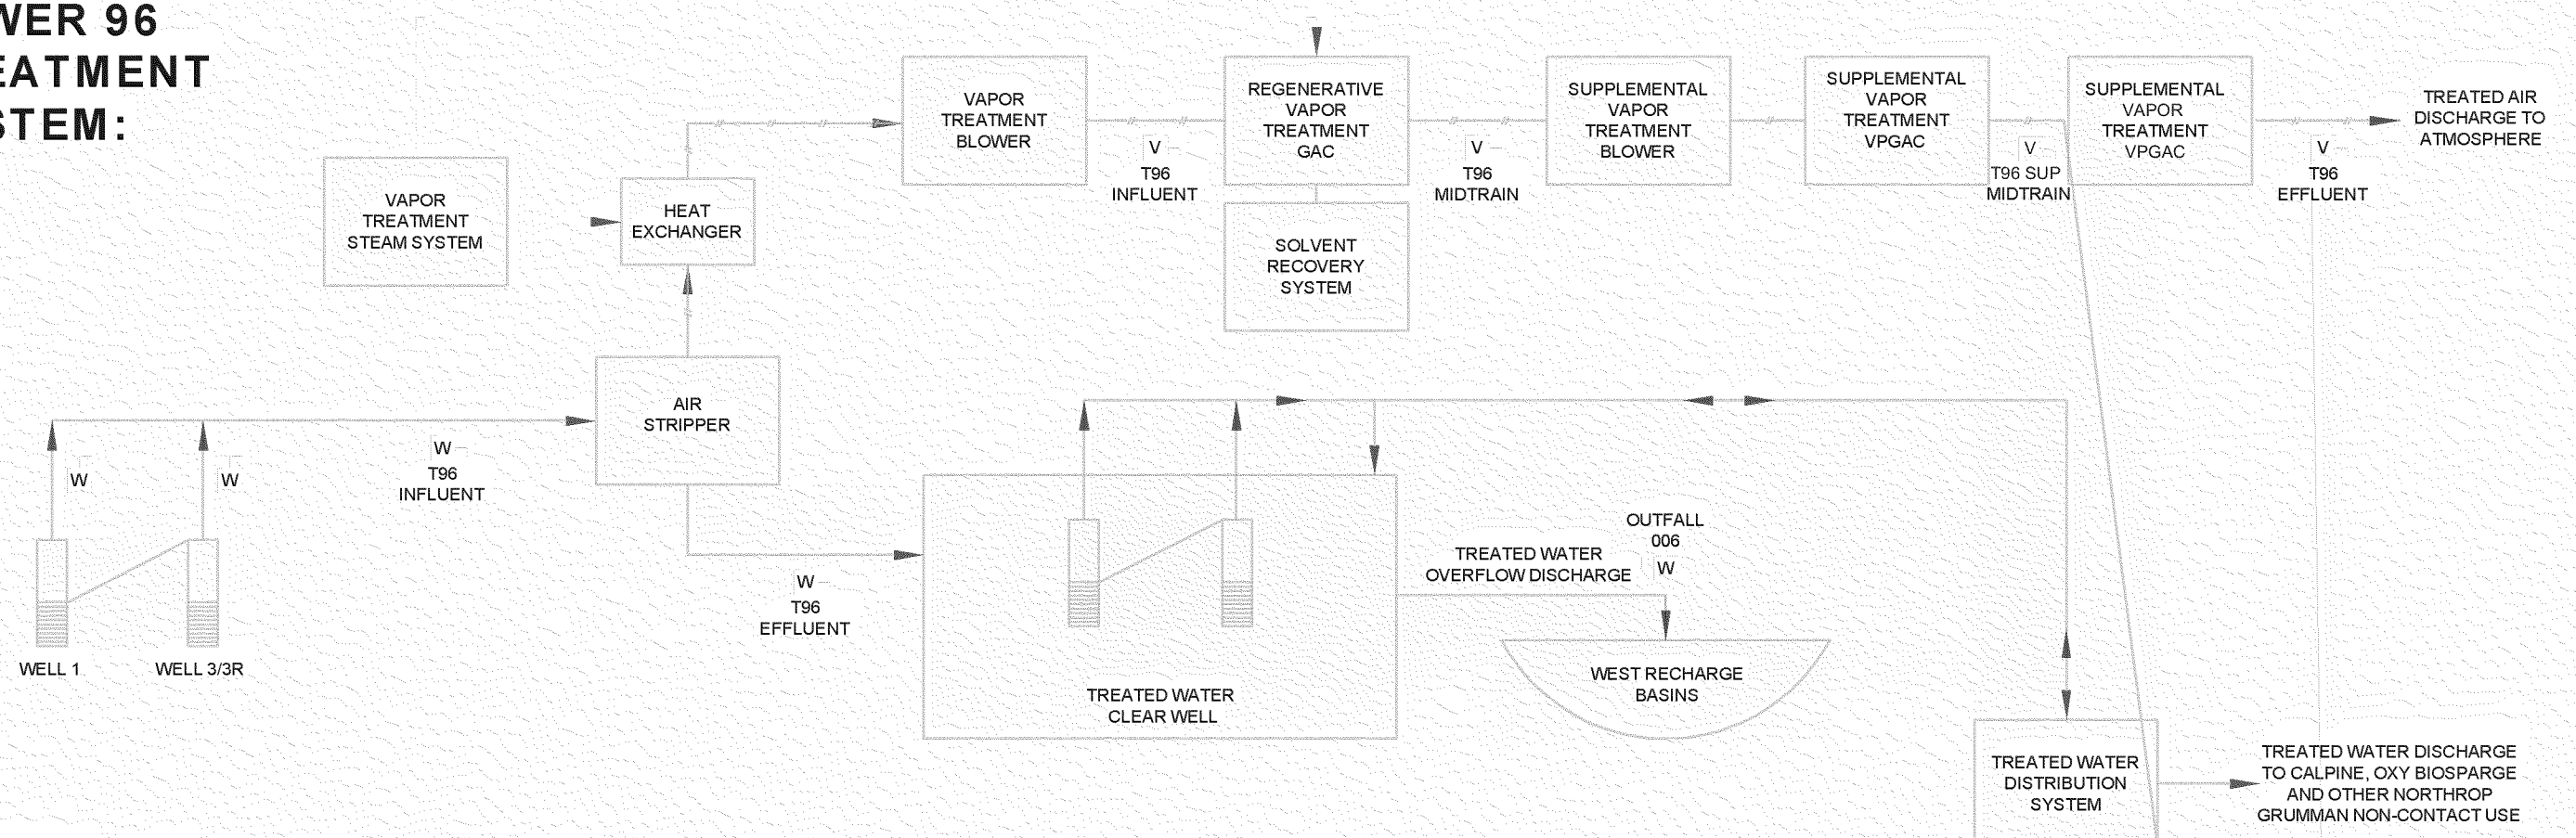 WER 96
EATMENT
STEM:
VAPOR
TREATMENT
STEAM SYSTEM
HEAT
EXCHANGER
VAPOR
TREATMENT
BLOWER
V
T96
INFLUENT
REGENERATIVE
VAPOR
TREATMENT
GAC
SOLVENT
RECOVERY
SYSTEM
V
T96
MIDTRAIN
SUPPLEMENTAL
VAPOR
TREATMENT
BLOWER
SUPPLEMENTAL
VAPOR
TREATMENT
VPGAC
V
T96 SUP
MIDTRAIN
SUPPLEMENTAL
VAPOR
TREATMENT
VPGAC
V
T96
EFFLUENT
TREATED AIR
DISCHARGE TO
ATMOSPHERE
AIR
STRIPPER
W
W
W
T96
INFLUENT
WELL 1
WELL 3/3R
W
T96
EFFLUENT
TREATED WATER
CLEAR WELL
TREATED WATER
OVERFLOW DISCHARGE
OUTFALL
006
W
WEST RECHARGE
BASINS
TREATED WATER
DISTRIBUTION
SYSTEM
TREATED WATER DISCHARGE
TO CALPINE, OXY BIOSPARGE
AND OTHER NORTHROP
GRUMMAN NON-CONTACT USE